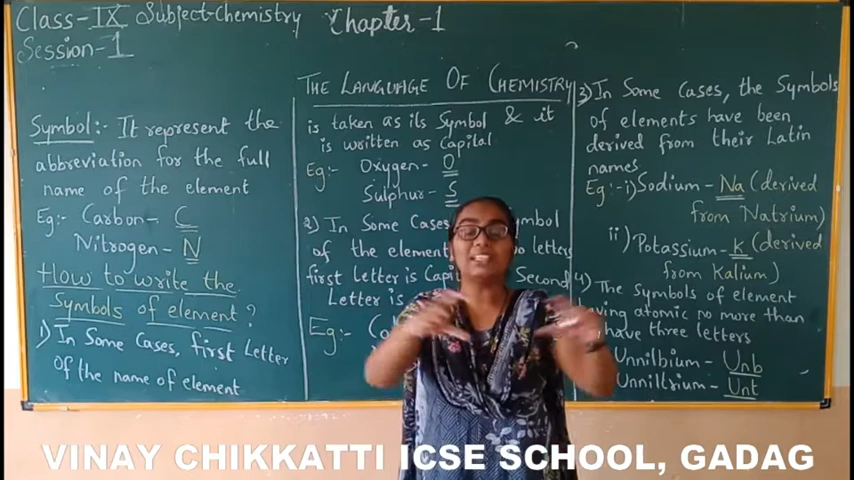 Class-IX Subject-Chemistry Chapter-1
Session-1
THE LANGUAGE OF CHEMISTRY
Symbol:- It represent the
abbreviation for the full
name of the element
Eg:- Carbon- C
Nitrogen- N
How to write the
Symbols of element?
1) In Some Cases, first Letter
of the name of element
is taken as its Symbol & it
is written as Capital
Eg:- Oxygen- O
Sulphur- S
2) In Some Cases Symbol
of the element two letters
first Letter is Second
Letter is
Eg:-
3) In Some Cases, the Symbols
of elements have been
derived from their Latin
names
Eg:- i) Sodium- Na (derived
from Natrium)
ii) Potassium- K (derived
from Kalium)
4) The Symbols of element
having atomic no more than
have three letters
Unnilbium- Unb
Unniltrium- Unt
VINAY CHIKKATTI ICSE SCHOOL, GADAG